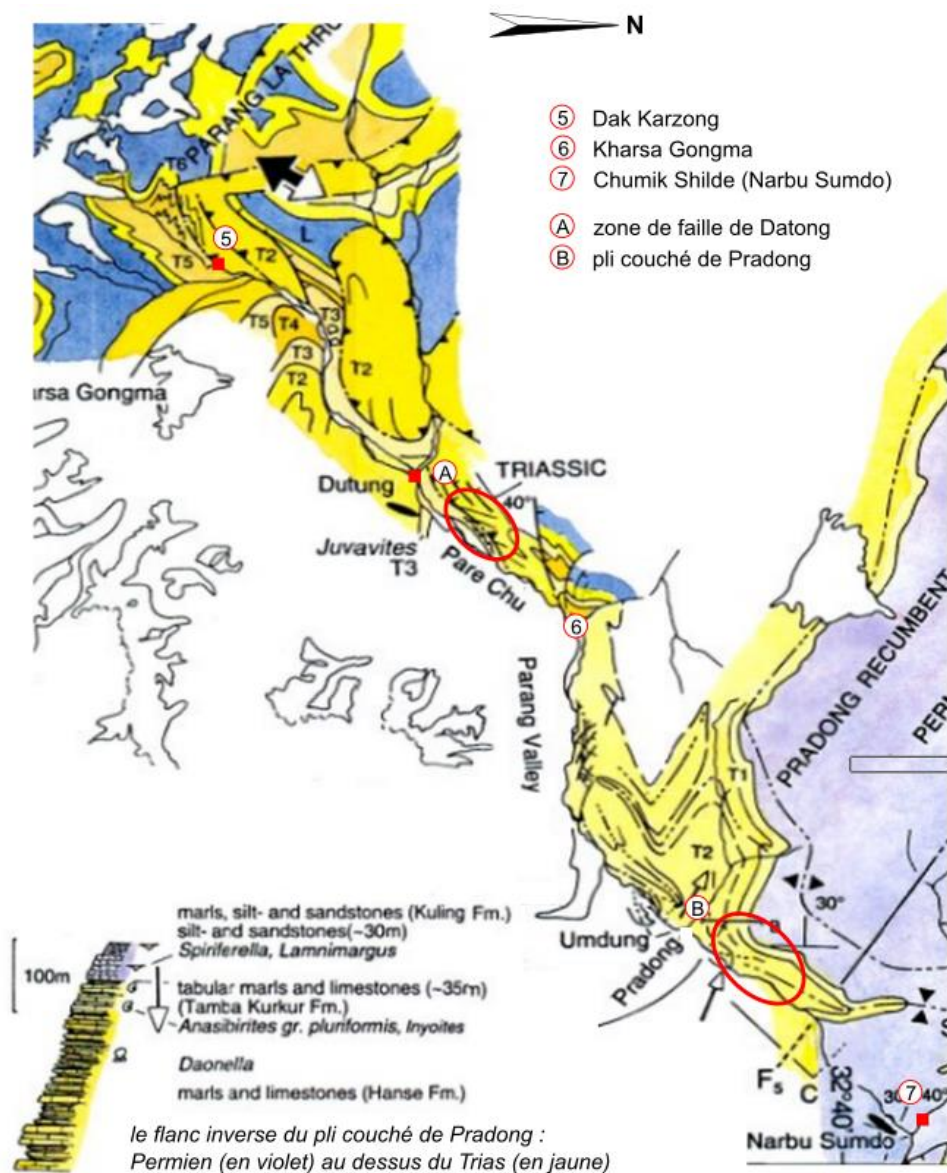 N
PARANG LA THRU
5 Dak Karzong
6 Kharsa Gongma
7 Chumik Shilde (Narbu Sumdo)
A zone de faille de Datong
B pli couché de Pradong
T6
5
L
T5
T2
T5
T4
T3
T3
T2
T2
arsa Gongma
A
TRIASSIC
Dutung
40°
Juvavites
T3
Pare Chu
6
Parang Valley
PRADONG RECUMBENT
PERM
T1
T2
30°
B
Umdung
Pradong
marls, silt- and sandstones (Kuling Fm.)
silt- and sandstones(~30m)
Spiriferella, Lamnimargus
100m
tabular marls and limestones (~35m)
(Tamba Kurkur Fm.)
Anasibirites gr. pluriformis, Inyoites
Daonella
marls and limestones (Hanse Fm.)
F5
C
S
32°40'
7
30° 40°
Narbu Sumdo
le flanc inverse du pli couché de Pradong :
Permien (en violet) au dessus du Trias (en jaune)